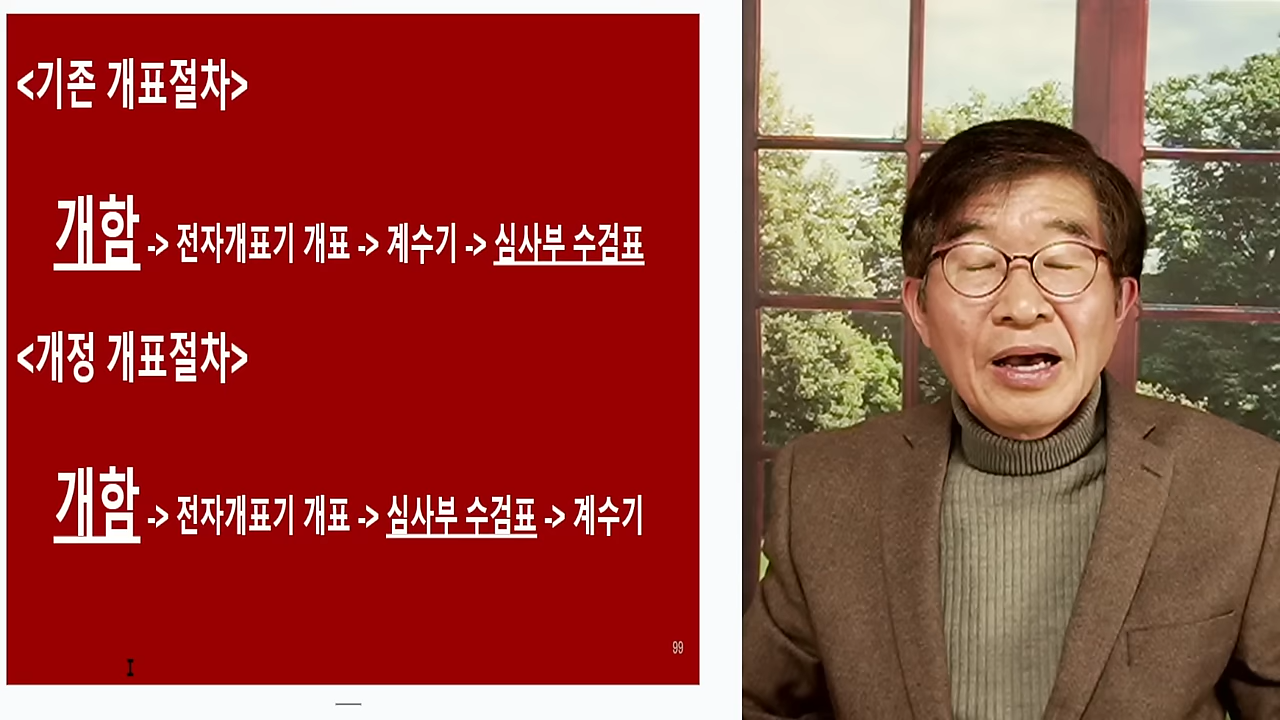 <기존 개표절차>
개함 -> 전자개표기 개표 -> 계수기 -> 심사부 수검표
<개정 개표절차>
개함 -> 전자개표기 개표 -> 심사부 수검표 -> 계수기
99